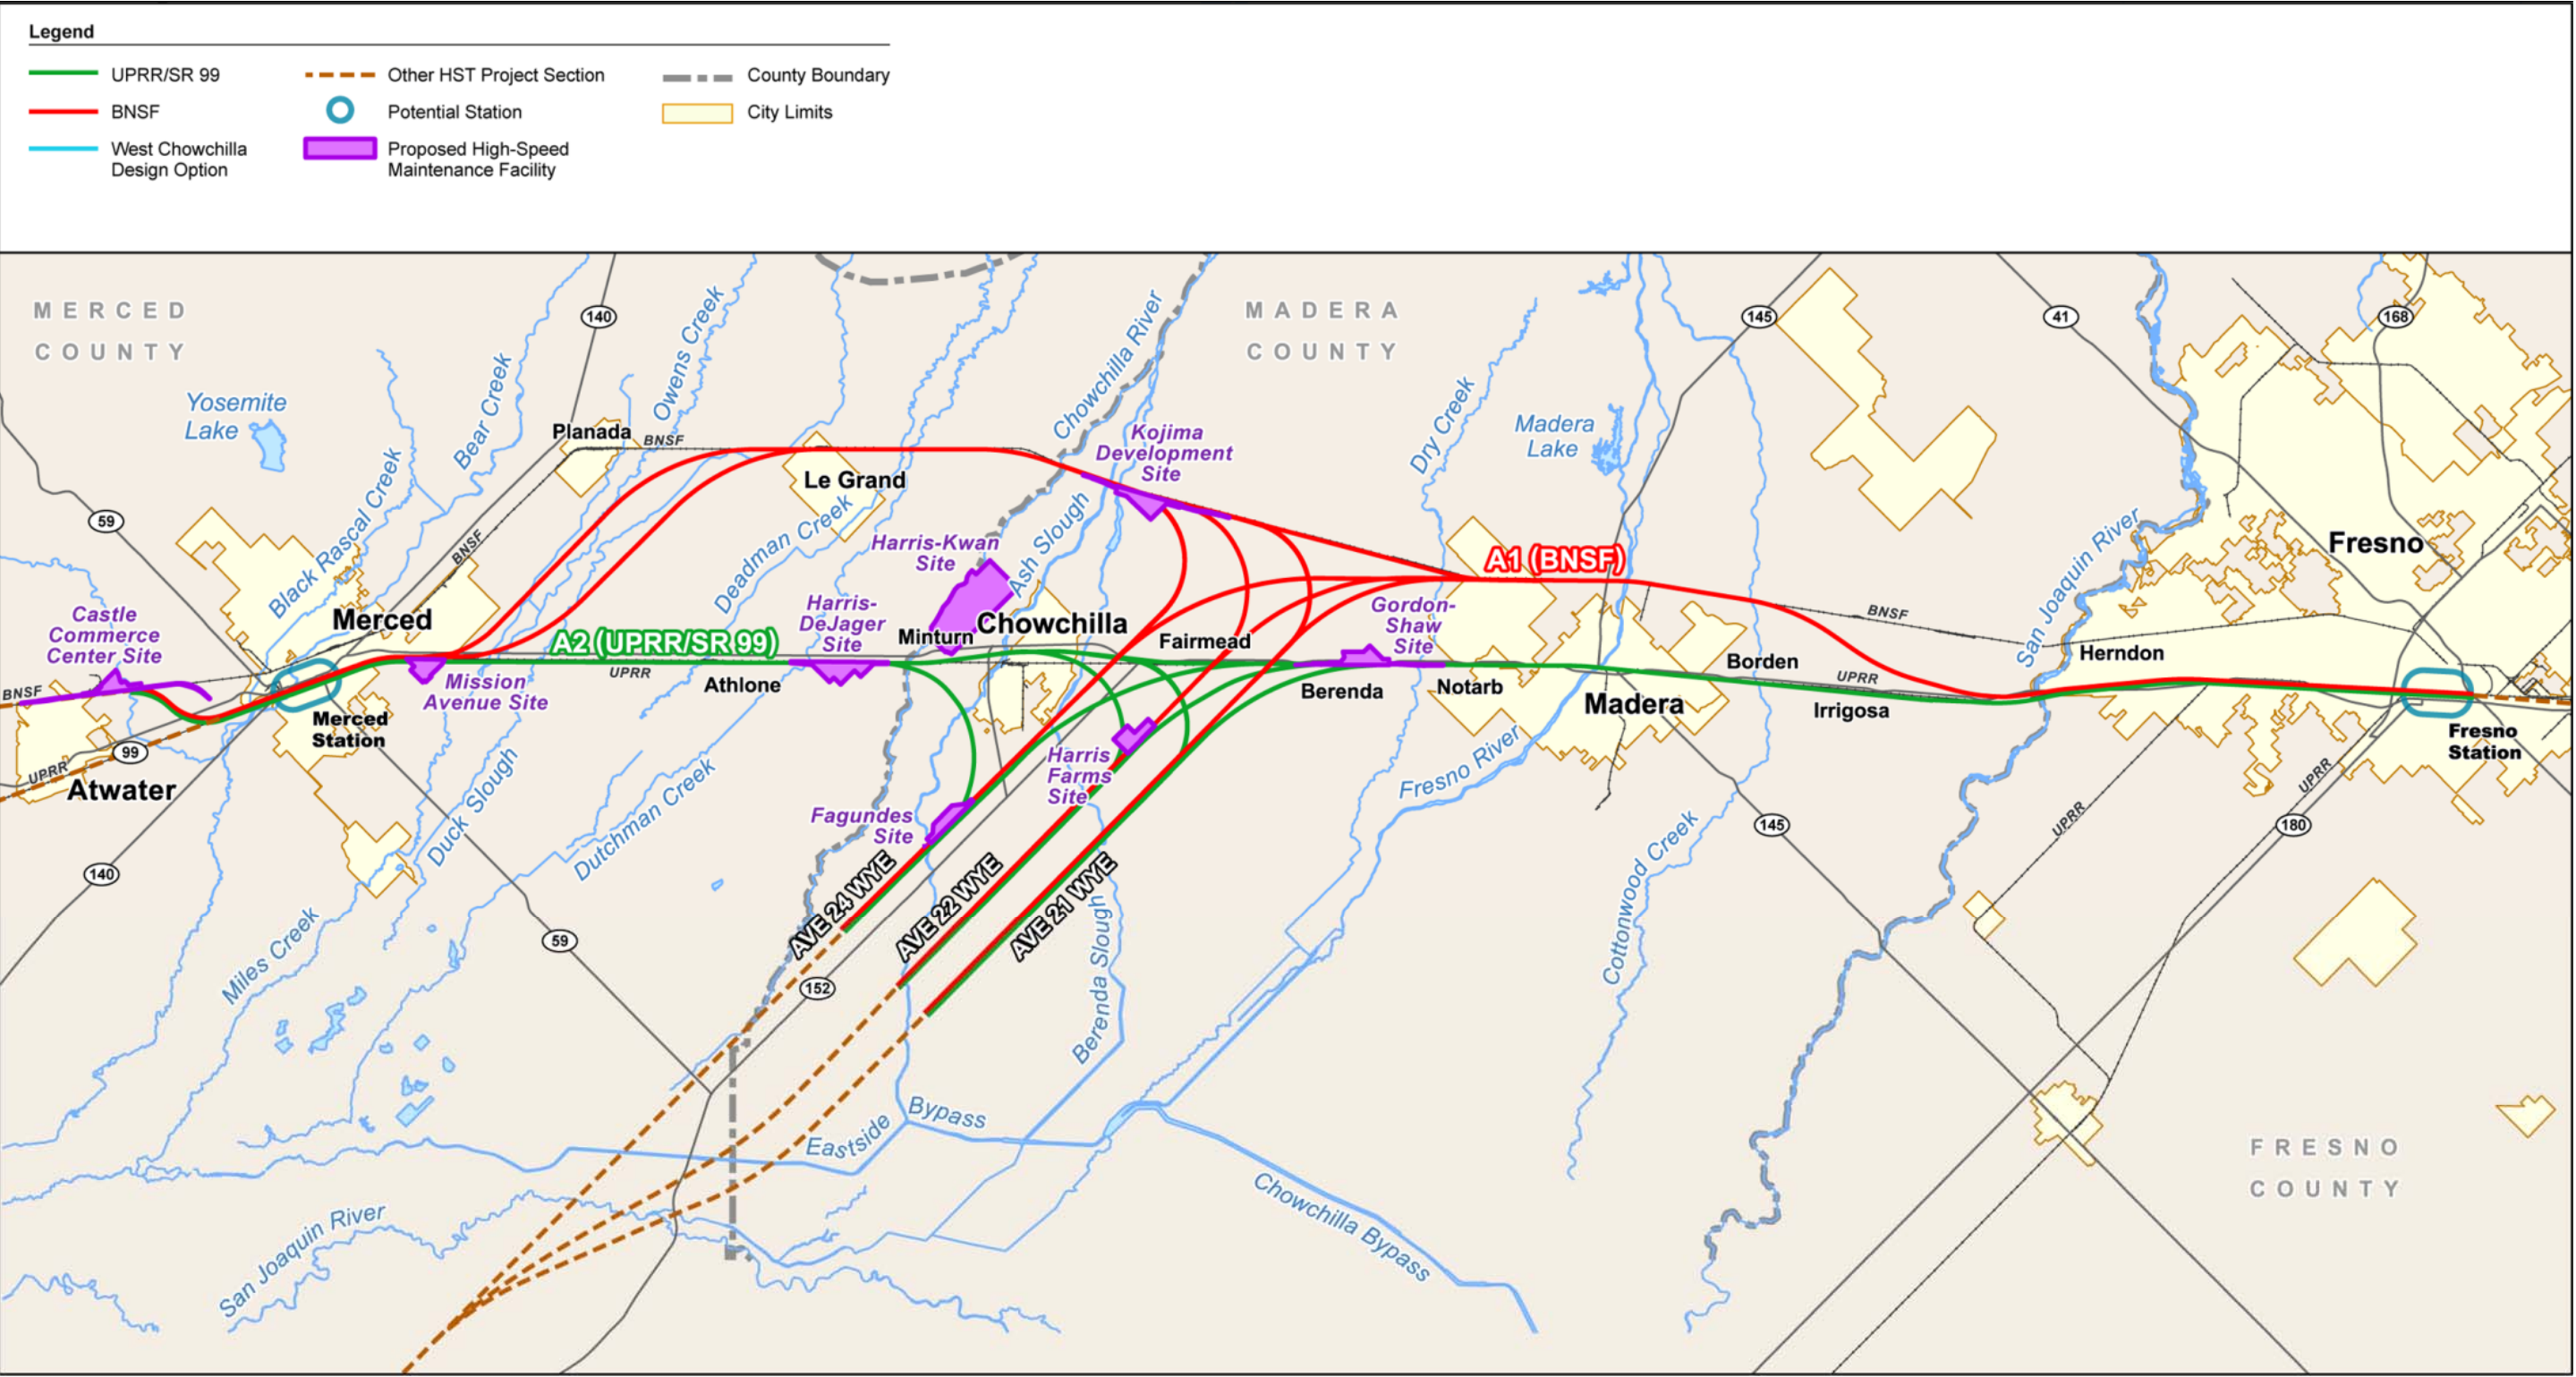 Legend
UPRR/SR 99
BNSF
West Chowchilla
Design Option
Other HST Project Section
Potential Station
Proposed High-Speed
Maintenance Facility
County Boundary
City Limits
MERCED
COUNTY
MADERA
COUNTY
140
145
41
168
Yosemite
Lake
Bear Creek
Owens Creek
Chowchilla River
Dry Creek
Madera
Lake
Planada
BNSF
Kojima
Development
Site
Le Grand
59
Black Rascal Creek
BNSF
Deadman Creek
Harris-Kwan
Site
Ash Slough
A1 (BNSF)
San Joaquin River
Fresno
Castle
Commerce
Center Site
Merced
A2 (UPRR/SR 99)
Harris-
DeJager
Site
Minturn
Chowchilla
Fairmead
Gordon-
Shaw
Site
BNSF
Herndon
BNSF
Mission
Avenue Site
UPRR
Athlone
Berenda
Notarb
Madera
Borden
UPRR
Irrigosa
Merced
Station
Fresno
Station
99
UPRR
Atwater
Duck Slough
Dutchman Creek
Harris
Farms
Site
Fagundes
Site
Fresno River
UPRR
UPRR
140
145
180
Miles Creek
59
AVE 24 WYE
AVE 22 WYE
AVE 21 WYE
152
Berenda Slough
Cottonwood Creek
Eastside
Bypass
San Joaquin River
Chowchilla Bypass
FRESNO
COUNTY